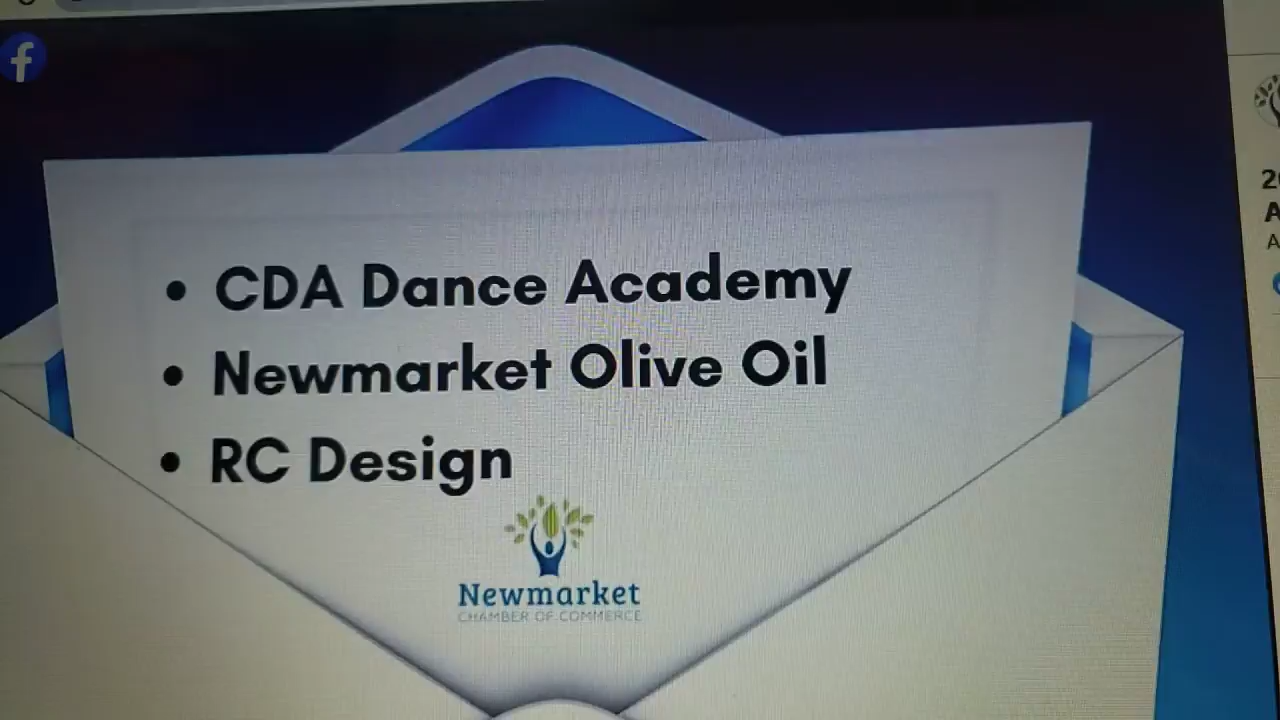 • CDA Dance Academy
• Newmarket Olive Oil
• RC Design
Newmarket
CHAMBER OF COMMERCE